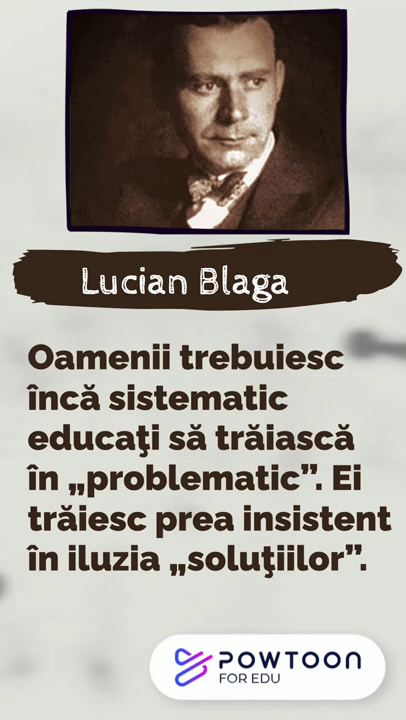 Lucian Blaga
Oamenii trebuiesc
încă sistematic
educaţi să trăiască
în „problematic”. Ei
trăiesc prea insistent
în iluzia „soluţiilor”.
POWTOON
FOR EDU